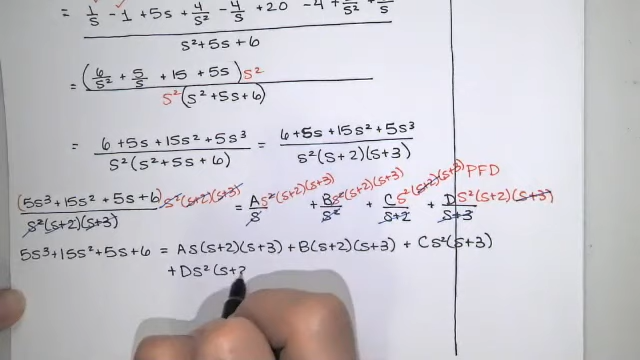 = 1/s - 1 + 5s + 4/s² - 4/s + 20 - 4 +
s² + 5s + 6
= (6/s² + 5/s + 15 + 5s) s²
s² (s² + 5s + 6)
= 6 + 5s + 15s² + 5s³ / s² (s² + 5s + 6) = 6 + 5s + 15s² + 5s³ / s² (s+2)(s+3)
(5s³ + 15s² + 5s + 6) s²(s+2)(s+3) / s²(s+2)(s+3) = A s²(s+2)(s+3) / s + B s²(s+2)(s+3) / s² + C s²(s+2)(s+3) / s+2 + D s²(s+2)(s+3) / s+3 PFD
5s³ + 15s² + 5s + 6 = As(s+2)(s+3) + B(s+2)(s+3) + Cs²(s+3)
+ Ds² (s+2